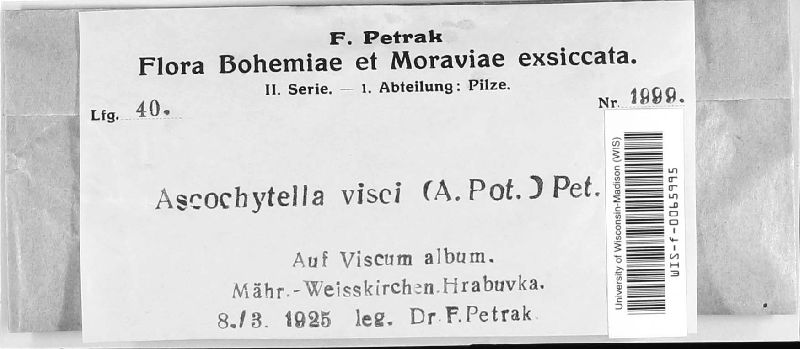 F. Petrak
Flora Bohemiae et Moraviae exsiccata.
II. Serie. — 1. Abteilung: Pilze.
Lfg. 40.
Nr. 1999.
Ascochytella visci (A. Pot.) Pet.
Auf Viscum album.
Mähr.-Weisskirchen.Hrabuvka.
8./3. 1925 leg. Dr. F. Petrak
University of Wisconsin-Madison (WIS)
WIS-f-0065995